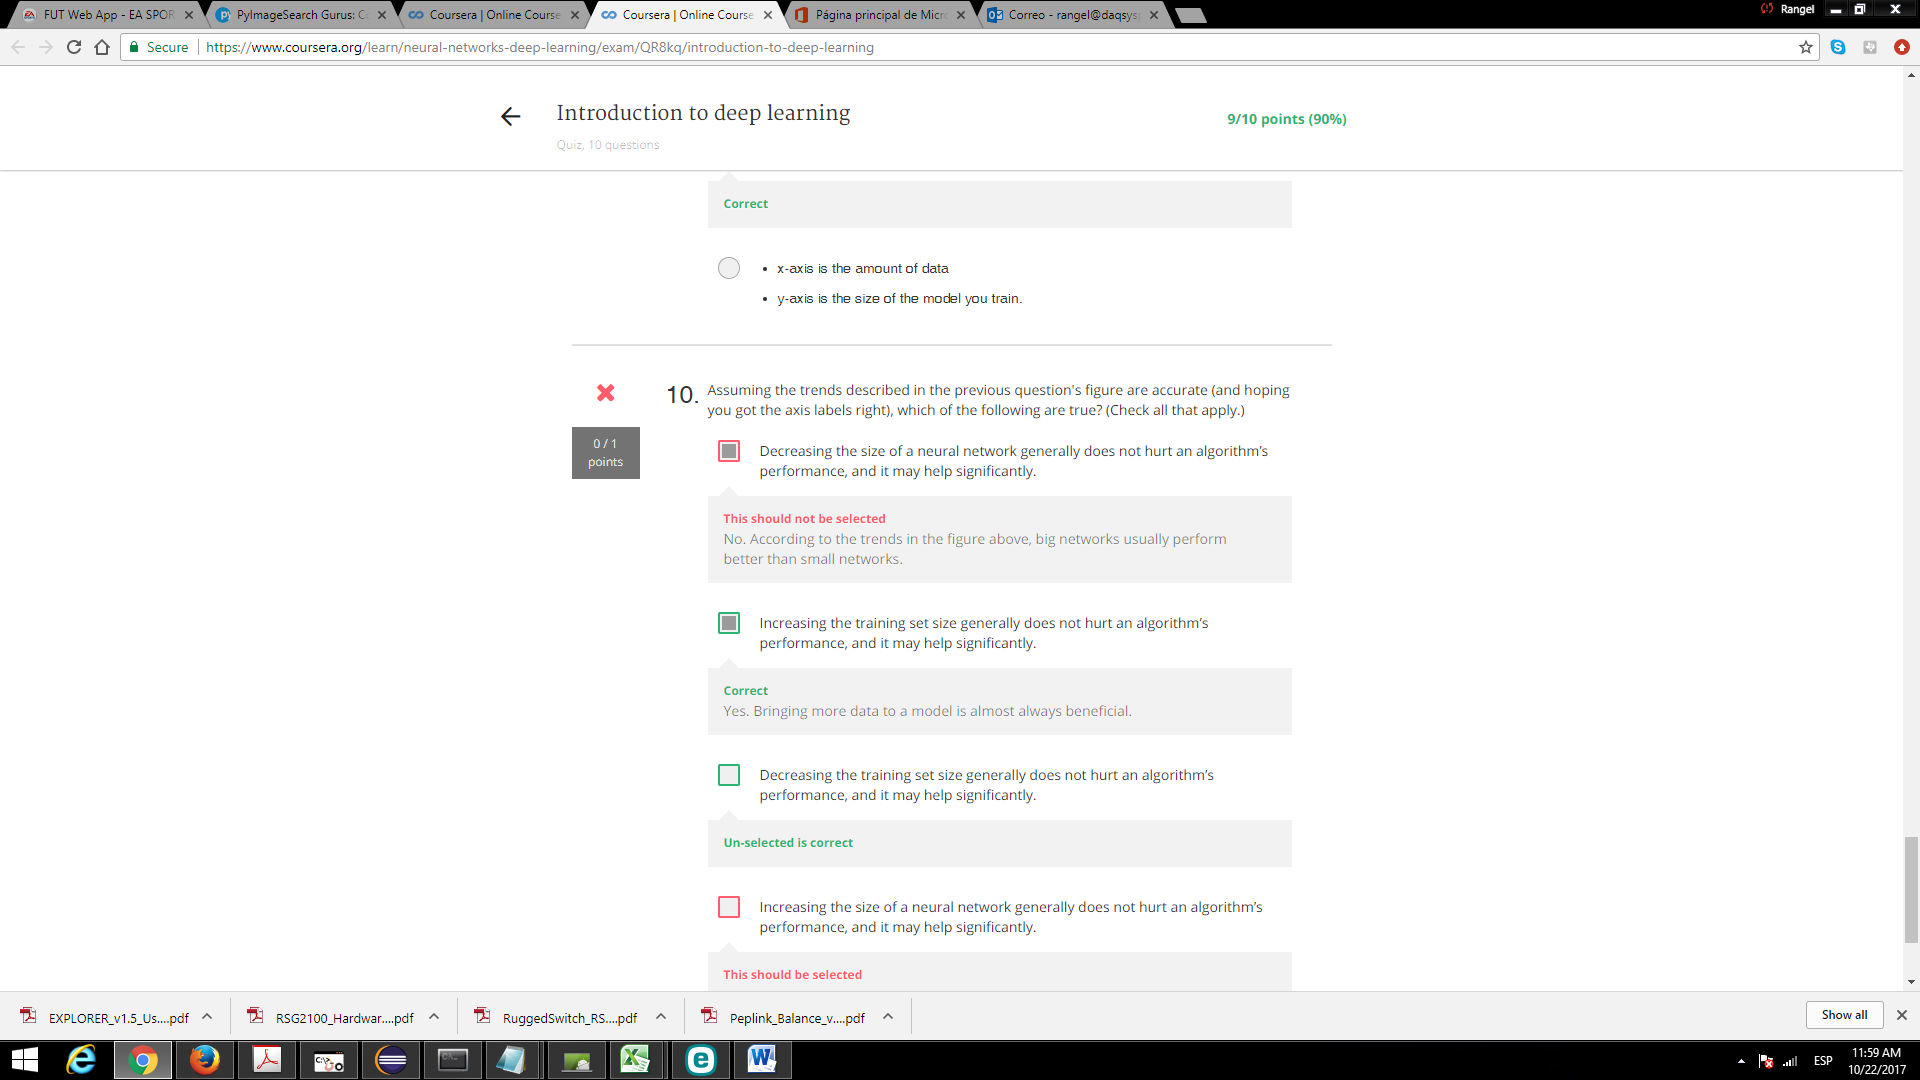 FUT Web App - EA SPOR
PyImageSearch Gurus: C
Coursera | Online Course
Coursera | Online Course
Página principal de Micr
Correo - rangel@daqsys
Rangel
Secure
https://www.coursera.org/learn/neural-networks-deep-learning/exam/QR8kq/introduction-to-deep-learning
Introduction to deep learning
9/10 points (90%)
Quiz, 10 questions
Correct
• x-axis is the amount of data
• y-axis is the size of the model you train.
10. Assuming the trends described in the previous question's figure are accurate (and hoping
you got the axis labels right), which of the following are true? (Check all that apply.)
0 / 1
points
Decreasing the size of a neural network generally does not hurt an algorithm’s
performance, and it may help significantly.
This should not be selected
No. According to the trends in the figure above, big networks usually perform
better than small networks.
Increasing the training set size generally does not hurt an algorithm’s
performance, and it may help significantly.
Correct
Yes. Bringing more data to a model is almost always beneficial.
Decreasing the training set size generally does not hurt an algorithm’s
performance, and it may help significantly.
Un-selected is correct
Increasing the size of a neural network generally does not hurt an algorithm’s
performance, and it may help significantly.
This should be selected
EXPLORER_v1.5_Us....pdf
RSG2100_Hardwar....pdf
RuggedSwitch_RS....pdf
Peplink_Balance_v....pdf
Show all
ESP
11:59 AM
10/22/2017